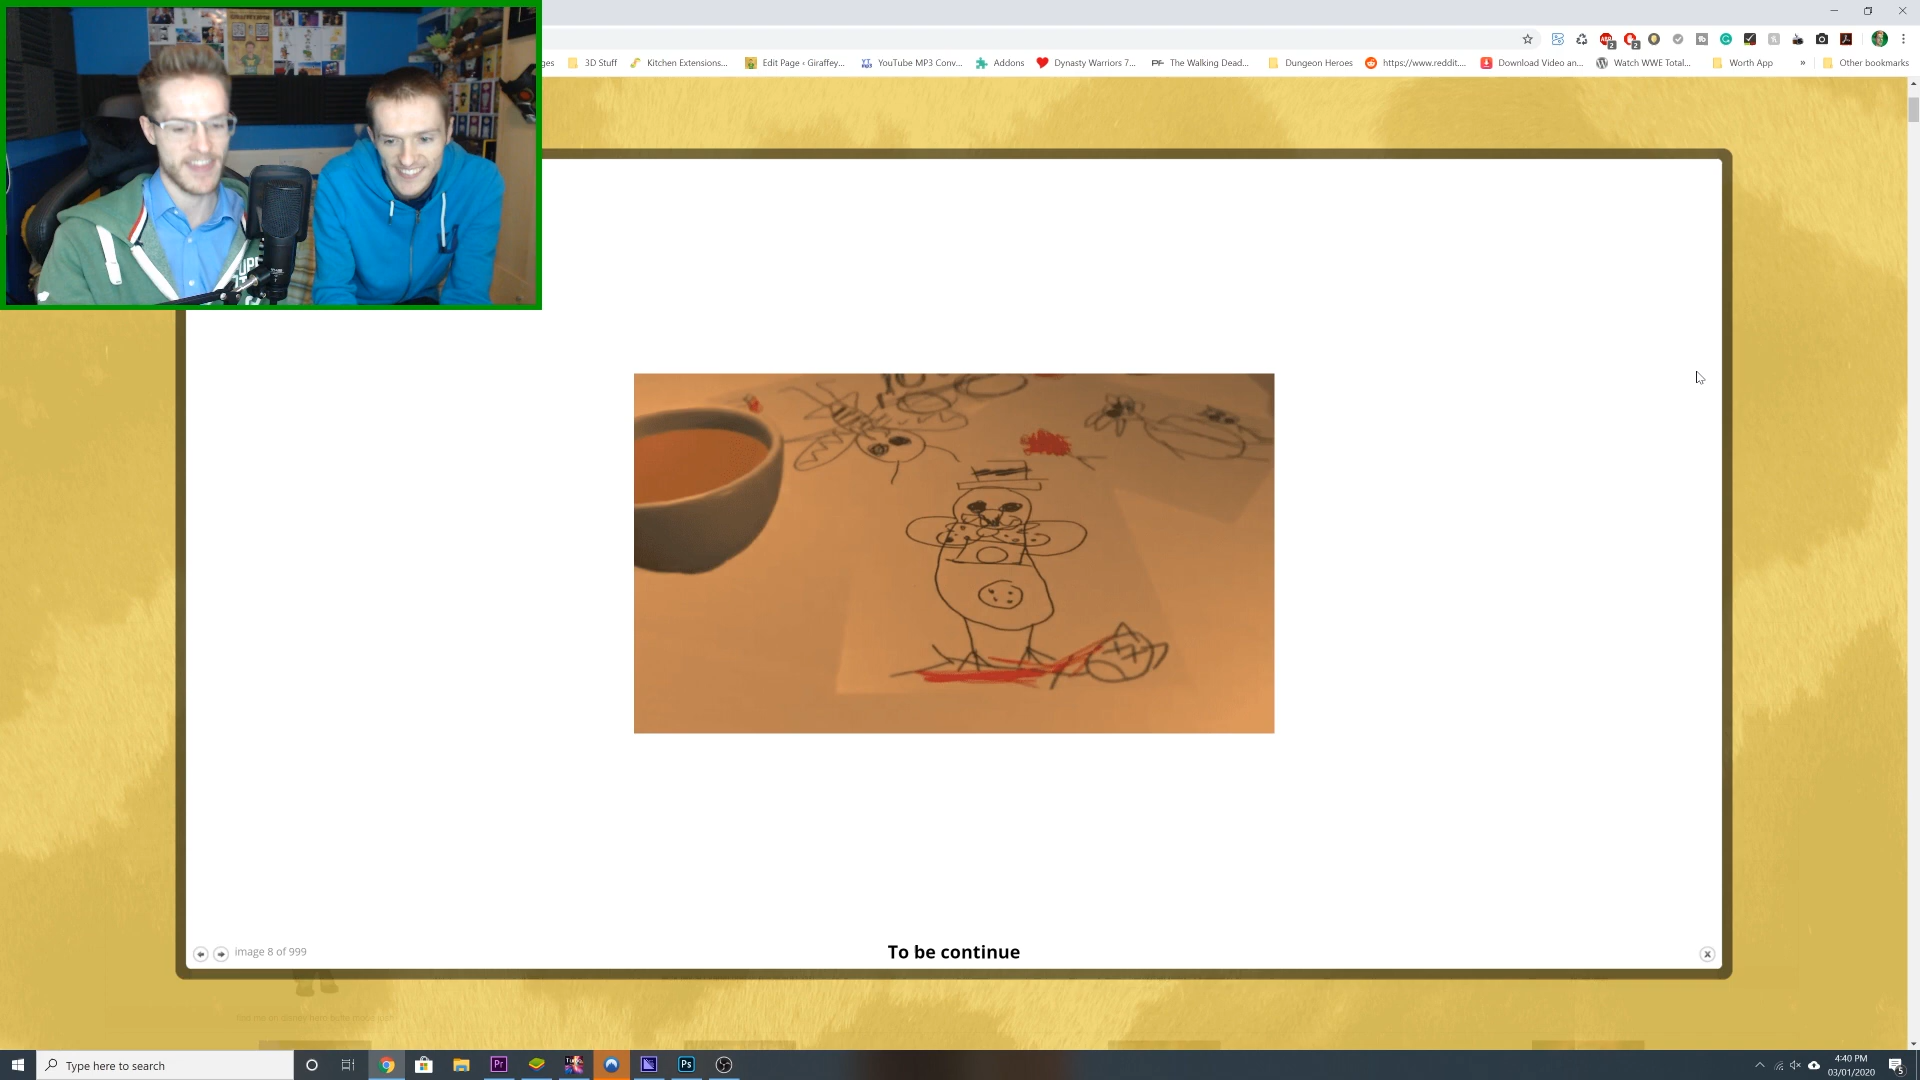 ges 3D Stuff Kitchen Extensions... Edit Page ‹ Giraffey... YouTube MP3 Conv... Addons Dynasty Warriors 7... The Walking Dead... Dungeon Heroes https://www.reddit.... Download Video an... Watch WWE Total... Worth App » Other bookmarks
image 8 of 999
To be continue
Type here to search
4:40 PM
03/01/2020